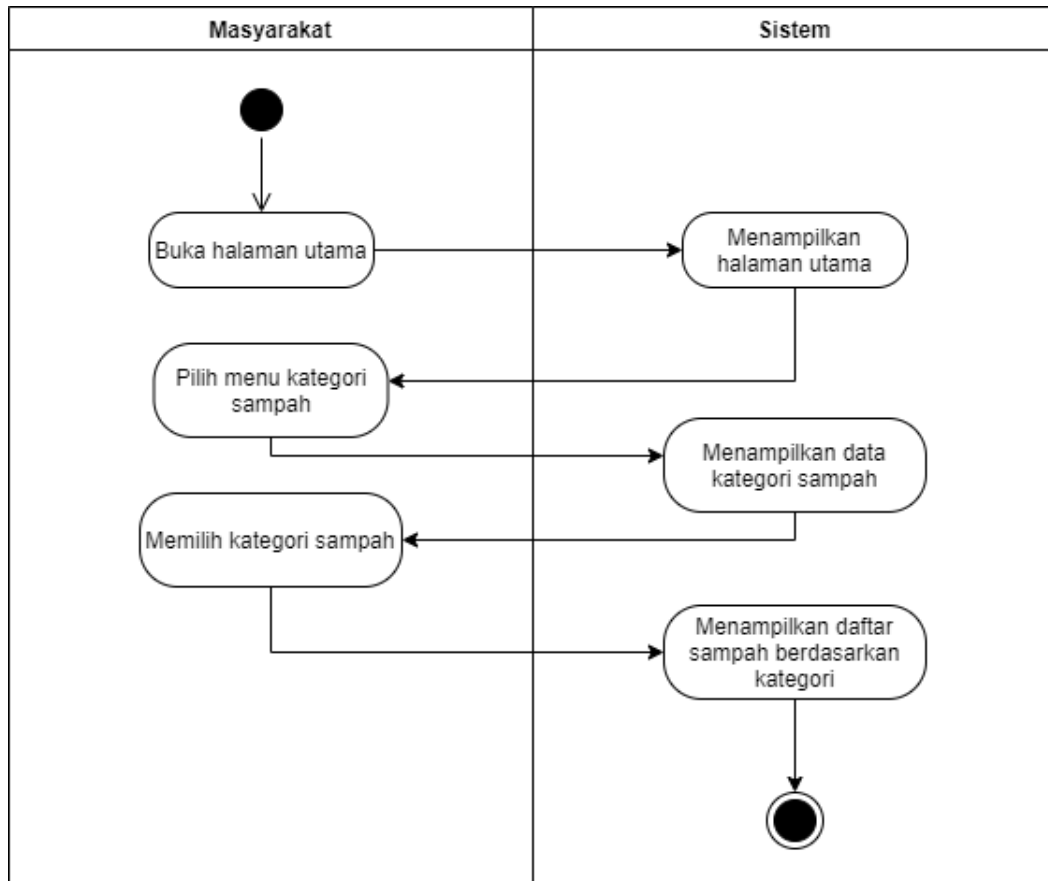 Masyarakat
Sistem
Buka halaman utama
Menampilkan
halaman utama
Pilih menu kategori
sampah
Menampilkan data
kategori sampah
Memilih kategori sampah
Menampilkan daftar
sampah berdasarkan
kategori